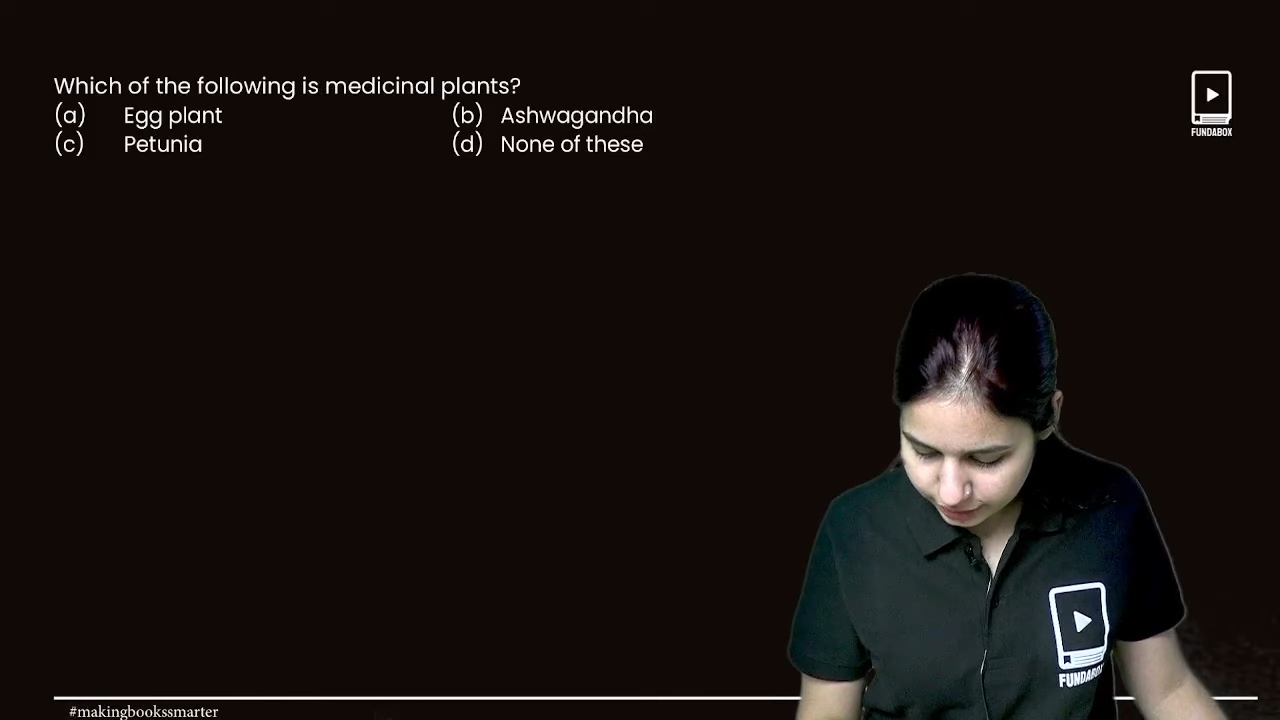 Which of the following is medicinal plants?
(a) Egg plant (b) Ashwagandha
(c) Petunia (d) None of these
FUNDABOX
FUNDABOX
#makingbookssmarter